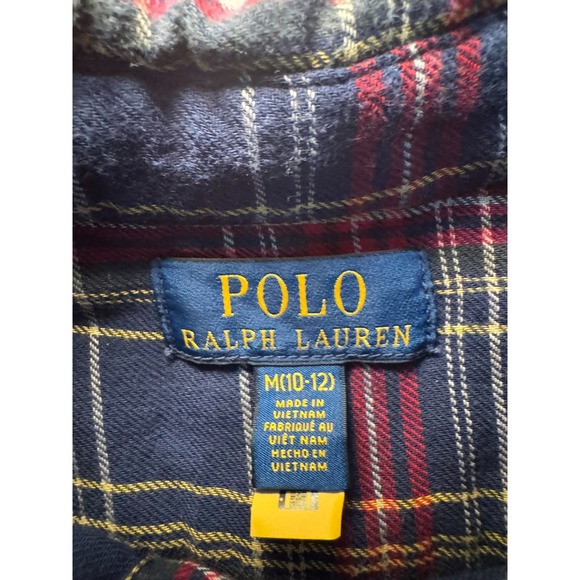 POLO
RALPH LAUREN
M(10-12)
MADE IN
VIETNAM
FABRIQUÉ AU
VIÊT NAM
HECHO EN
VIETNAM